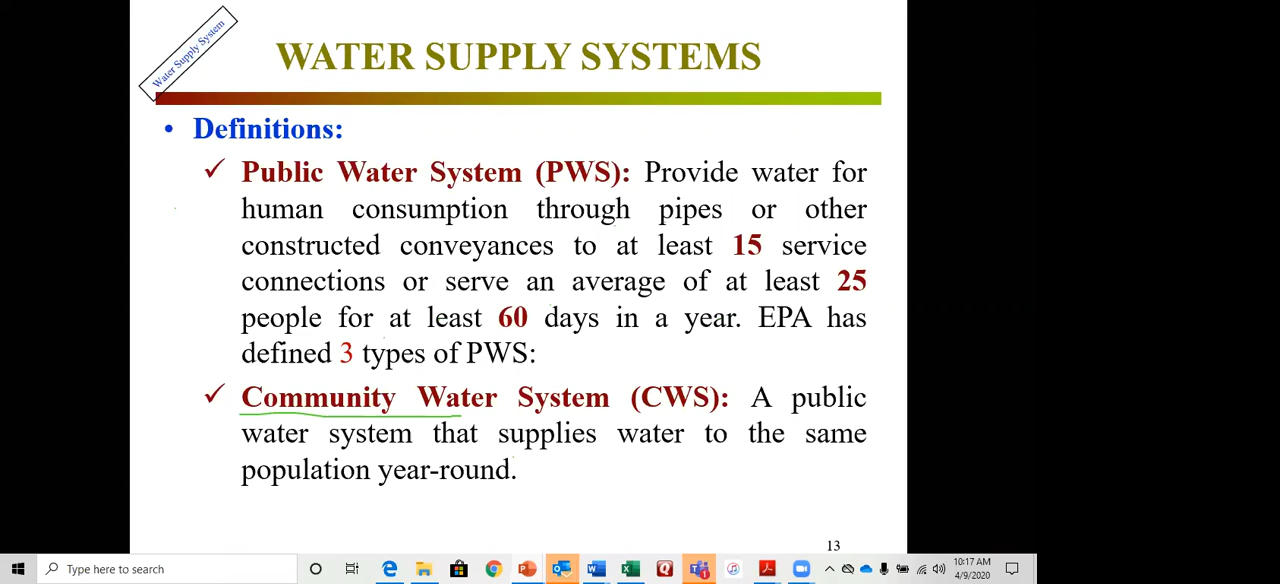 Water Supply System
WATER SUPPLY SYSTEMS
• Definitions:
✓ Public Water System (PWS): Provide water for
human consumption through pipes or other
constructed conveyances to at least 15 service
connections or serve an average of at least 25
people for at least 60 days in a year. EPA has
defined 3 types of PWS:
✓ Community Water System (CWS): A public
water system that supplies water to the same
population year-round.
13
Type here to search
10:17 AM
4/9/2020